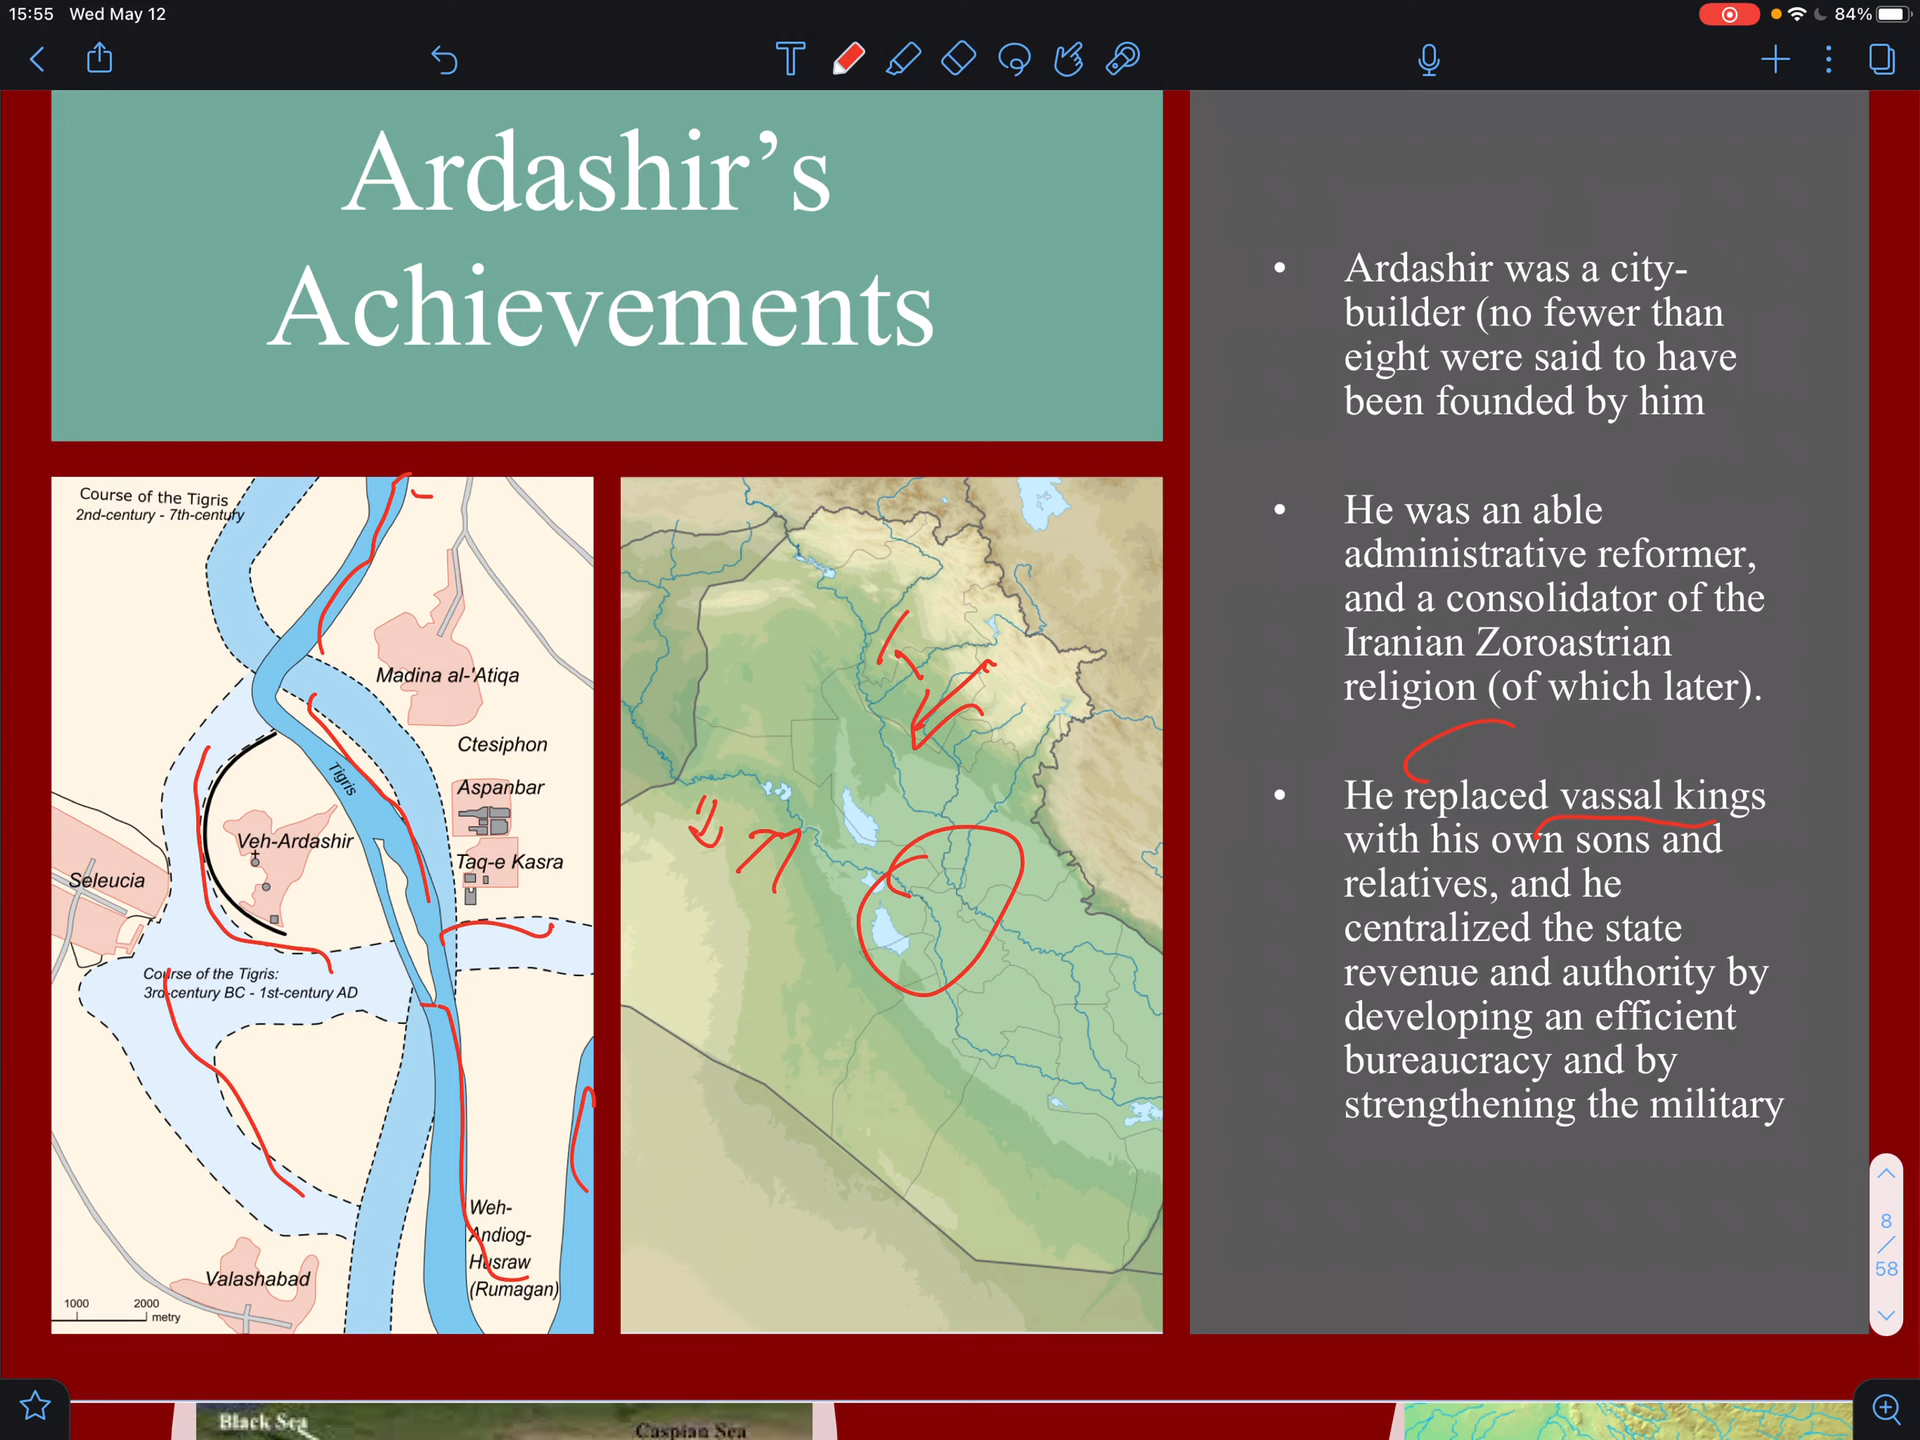 15:55 Wed May 12
84%
Ardashir's
Achievements
Course of the Tigris
2nd-century - 7th-century
Madina al-'Atiqa
Ctesiphon
Aspanbar
Tigris
Veh-Ardashir
Taq-e Kasra
Seleucia
Course of the Tigris:
3rd-century BC - 1st-century AD
Weh-
Andiog-
Husraw
(Rumagan)
Valashabad
1000 2000
metry
• Ardashir was a city-
builder (no fewer than
eight were said to have
been founded by him
• He was an able
administrative reformer,
and a consolidator of the
Iranian Zoroastrian
religion (of which later).
• He replaced vassal kings
with his own sons and
relatives, and he
centralized the state
revenue and authority by
developing an efficient
bureaucracy and by
strengthening the military
8
/
58
Black Sea
Caspian Sea